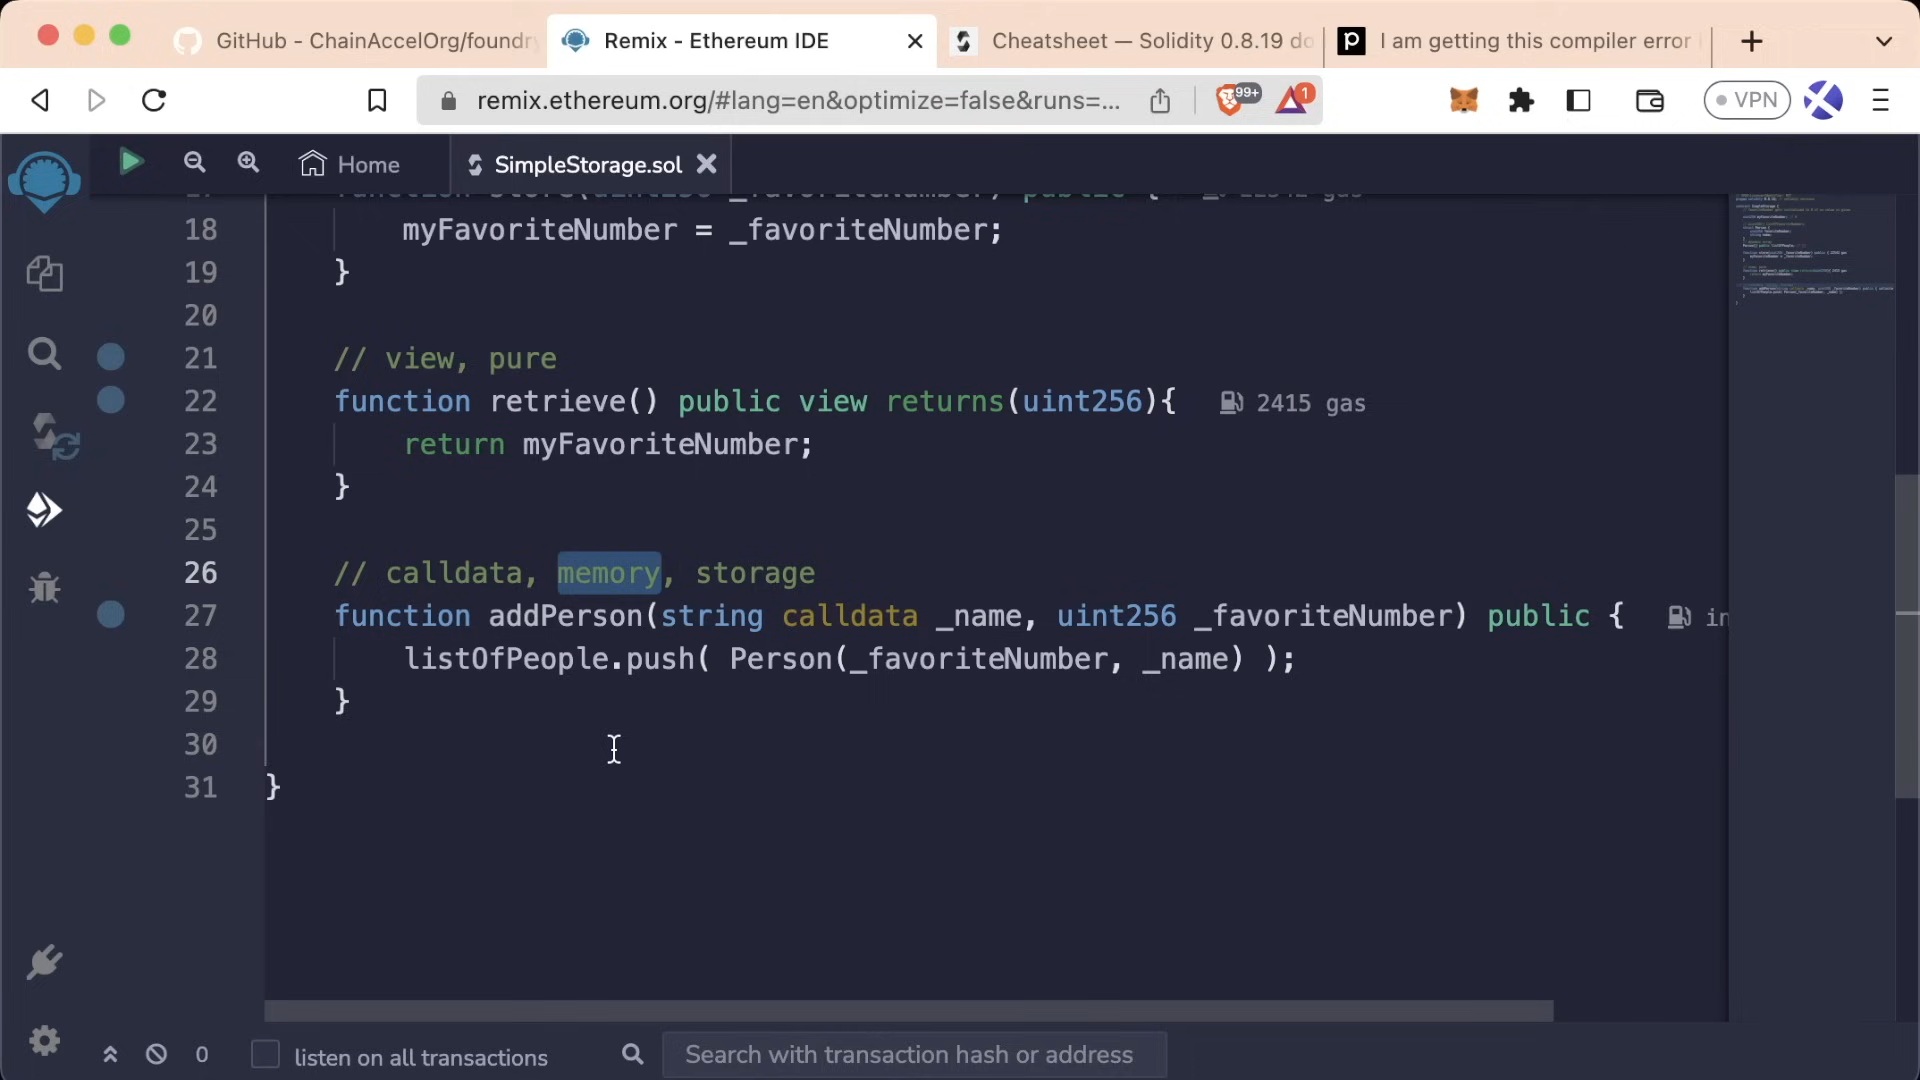 GitHub - ChainAccelOrg/foundry
Remix - Ethereum IDE
Cheatsheet — Solidity 0.8.19 do
I am getting this compiler error
remix.ethereum.org/#lang=en&optimize=false&runs=...
99+
1
VPN
Home
SimpleStorage.sol
18 myFavoriteNumber = _favoriteNumber;
19 }
20
21 // view, pure
22 function retrieve() public view returns(uint256){ 2415 gas
23 return myFavoriteNumber;
24 }
25
26 // calldata, memory, storage
27 function addPerson(string calldata _name, uint256 _favoriteNumber) public { in
28 listOfPeople.push( Person(_favoriteNumber, _name) );
29 }
30
31 }
0
listen on all transactions
Search with transaction hash or address